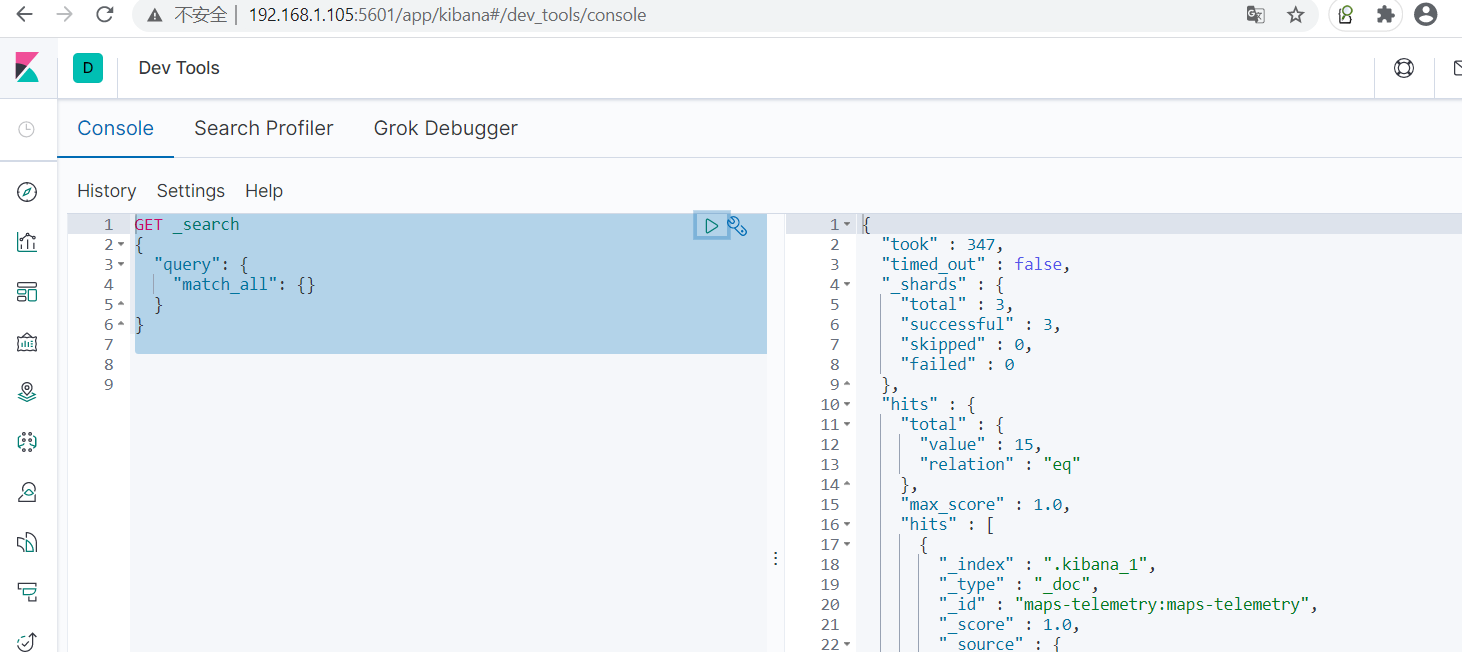 不安全 | 192.168.1.105:5601/app/kibana#/dev_tools/console
D Dev Tools
Console Search Profiler Grok Debugger
History Settings Help
1 GET _search
2 {
3 "query": {
4 "match_all": {}
5 }
6 }
7
8
9
1 {
2 "took" : 347,
3 "timed_out" : false,
4 "_shards" : {
5 "total" : 3,
6 "successful" : 3,
7 "skipped" : 0,
8 "failed" : 0
9 },
10 "hits" : {
11 "total" : {
12 "value" : 15,
13 "relation" : "eq"
14 },
15 "max_score" : 1.0,
16 "hits" : [
17 {
18 "_index" : ".kibana_1",
19 "_type" : "_doc",
20 "_id" : "maps-telemetry:maps-telemetry",
21 "_score" : 1.0,
22 "_source" : {